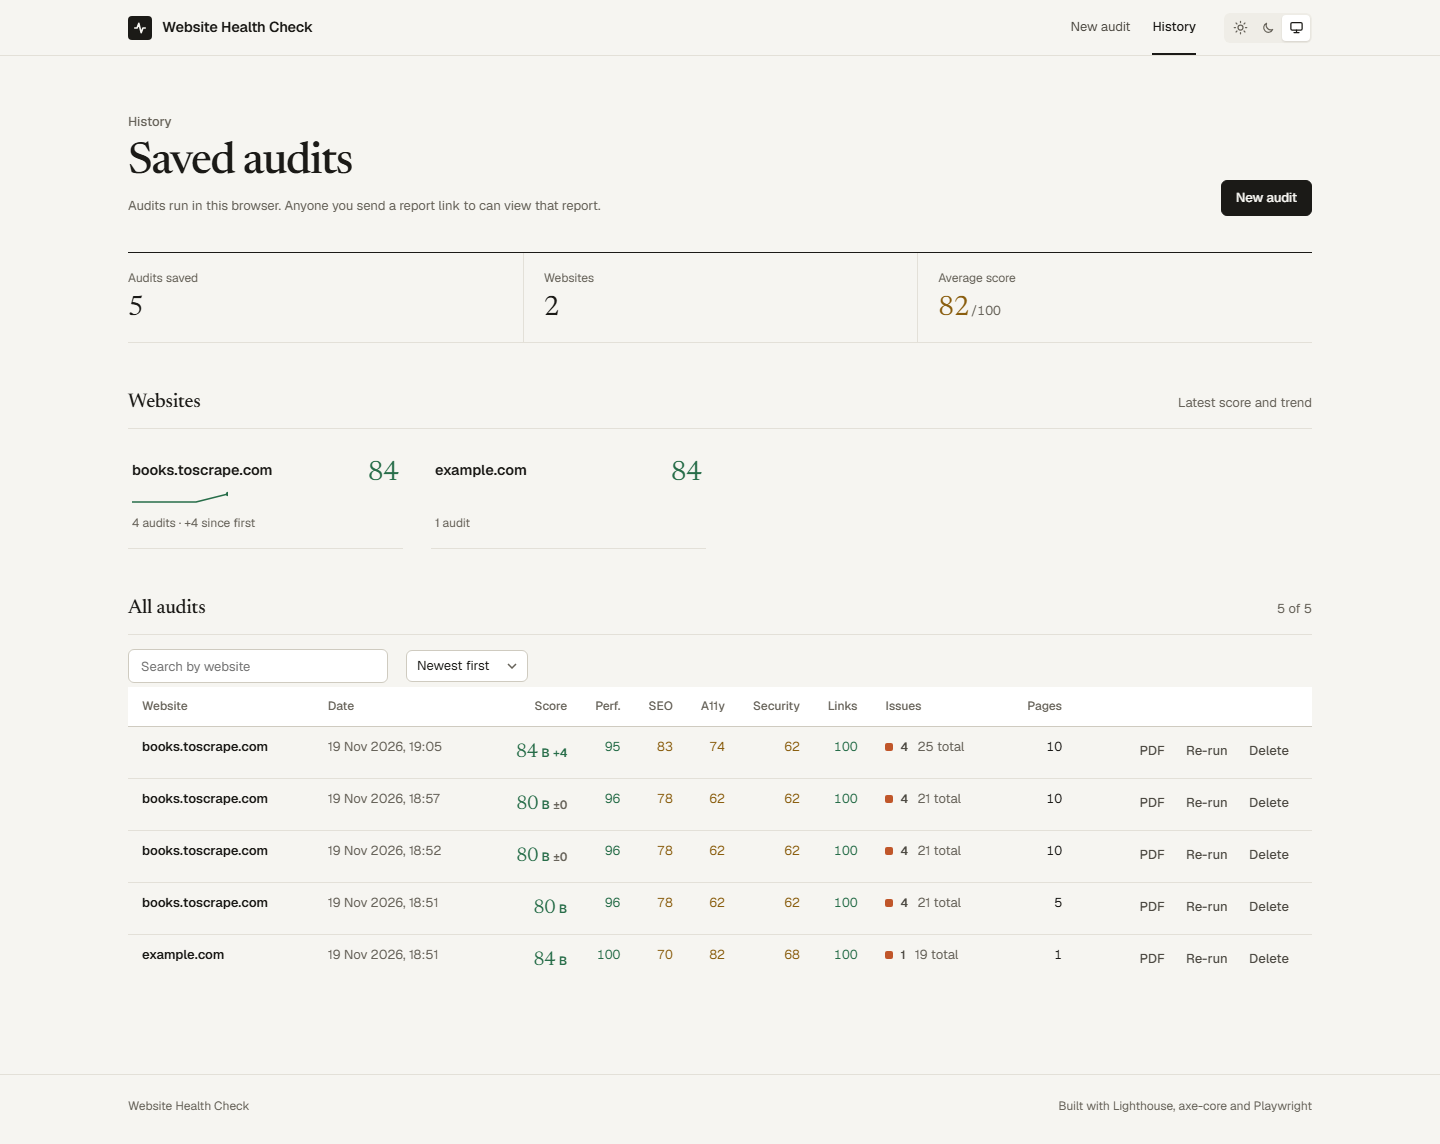 Website Health Check
New audit
History
History
Saved audits
Audits run in this browser. Anyone you send a report link to can view that report.
New audit
Audits saved
5
Websites
2
Average score
82 /100
Websites
Latest score and trend
books.toscrape.com 84
4 audits · +4 since first
example.com 84
1 audit
All audits
5 of 5
Search by website
Newest first
Website Date Score Perf. SEO A11y Security Links Issues Pages
books.toscrape.com 19 Nov 2026, 19:05 84 B +4 95 83 74 62 100 4 25 total 10 PDF Re-run Delete
books.toscrape.com 19 Nov 2026, 18:57 80 B ±0 96 78 62 62 100 4 21 total 10 PDF Re-run Delete
books.toscrape.com 19 Nov 2026, 18:52 80 B ±0 96 78 62 62 100 4 21 total 10 PDF Re-run Delete
books.toscrape.com 19 Nov 2026, 18:51 80 B 96 78 62 62 100 4 21 total 5 PDF Re-run Delete
example.com 19 Nov 2026, 18:51 84 B 100 70 82 68 100 1 19 total 1 PDF Re-run Delete
Website Health Check
Built with Lighthouse, axe-core and Playwright